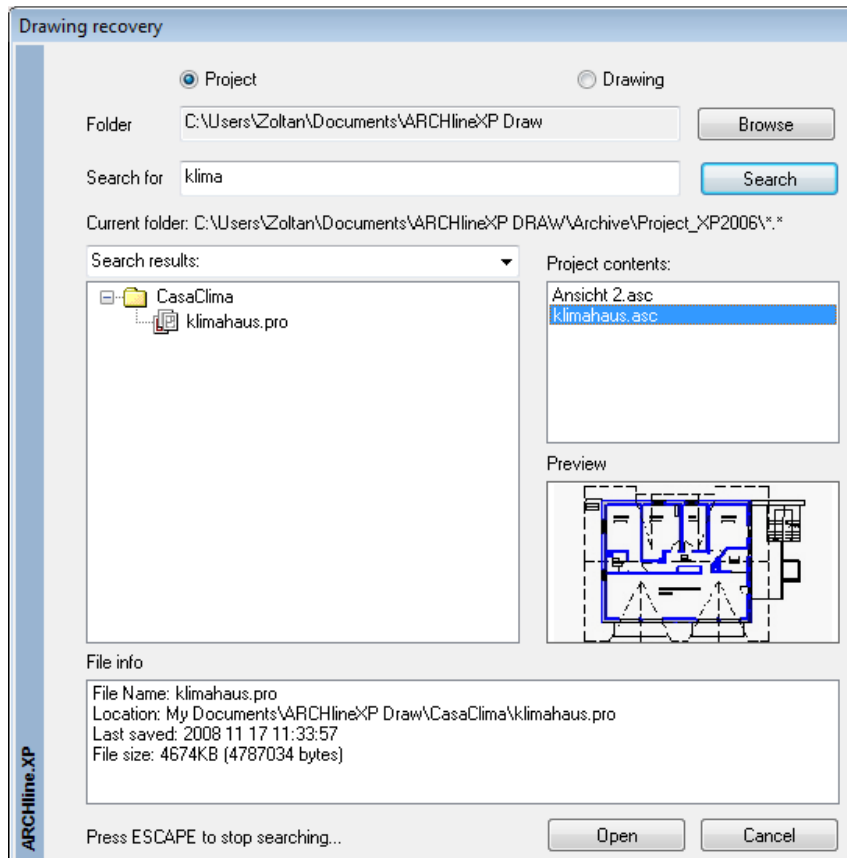 Drawing recovery
Project
Drawing
Folder
C:\Users\Zoltan\Documents\ARCHlineXP Draw
Browse
Search for
klima
Search
Current folder: C:\Users\Zoltan\Documents\ARCHlineXP DRAW\Archive\Project_XP2006\*.*
Search results:
CasaClima
klimahaus.pro
Project contents:
Ansicht 2.asc
klimahaus.asc
Preview
File info
File Name: klimahaus.pro
Location: My Documents\ARCHlineXP Draw\CasaClima\klimahaus.pro
Last saved: 2008 11 17 11:33:57
File size: 4674KB (4787034 bytes)
ARCHline.XP
Press ESCAPE to stop searching...
Open
Cancel